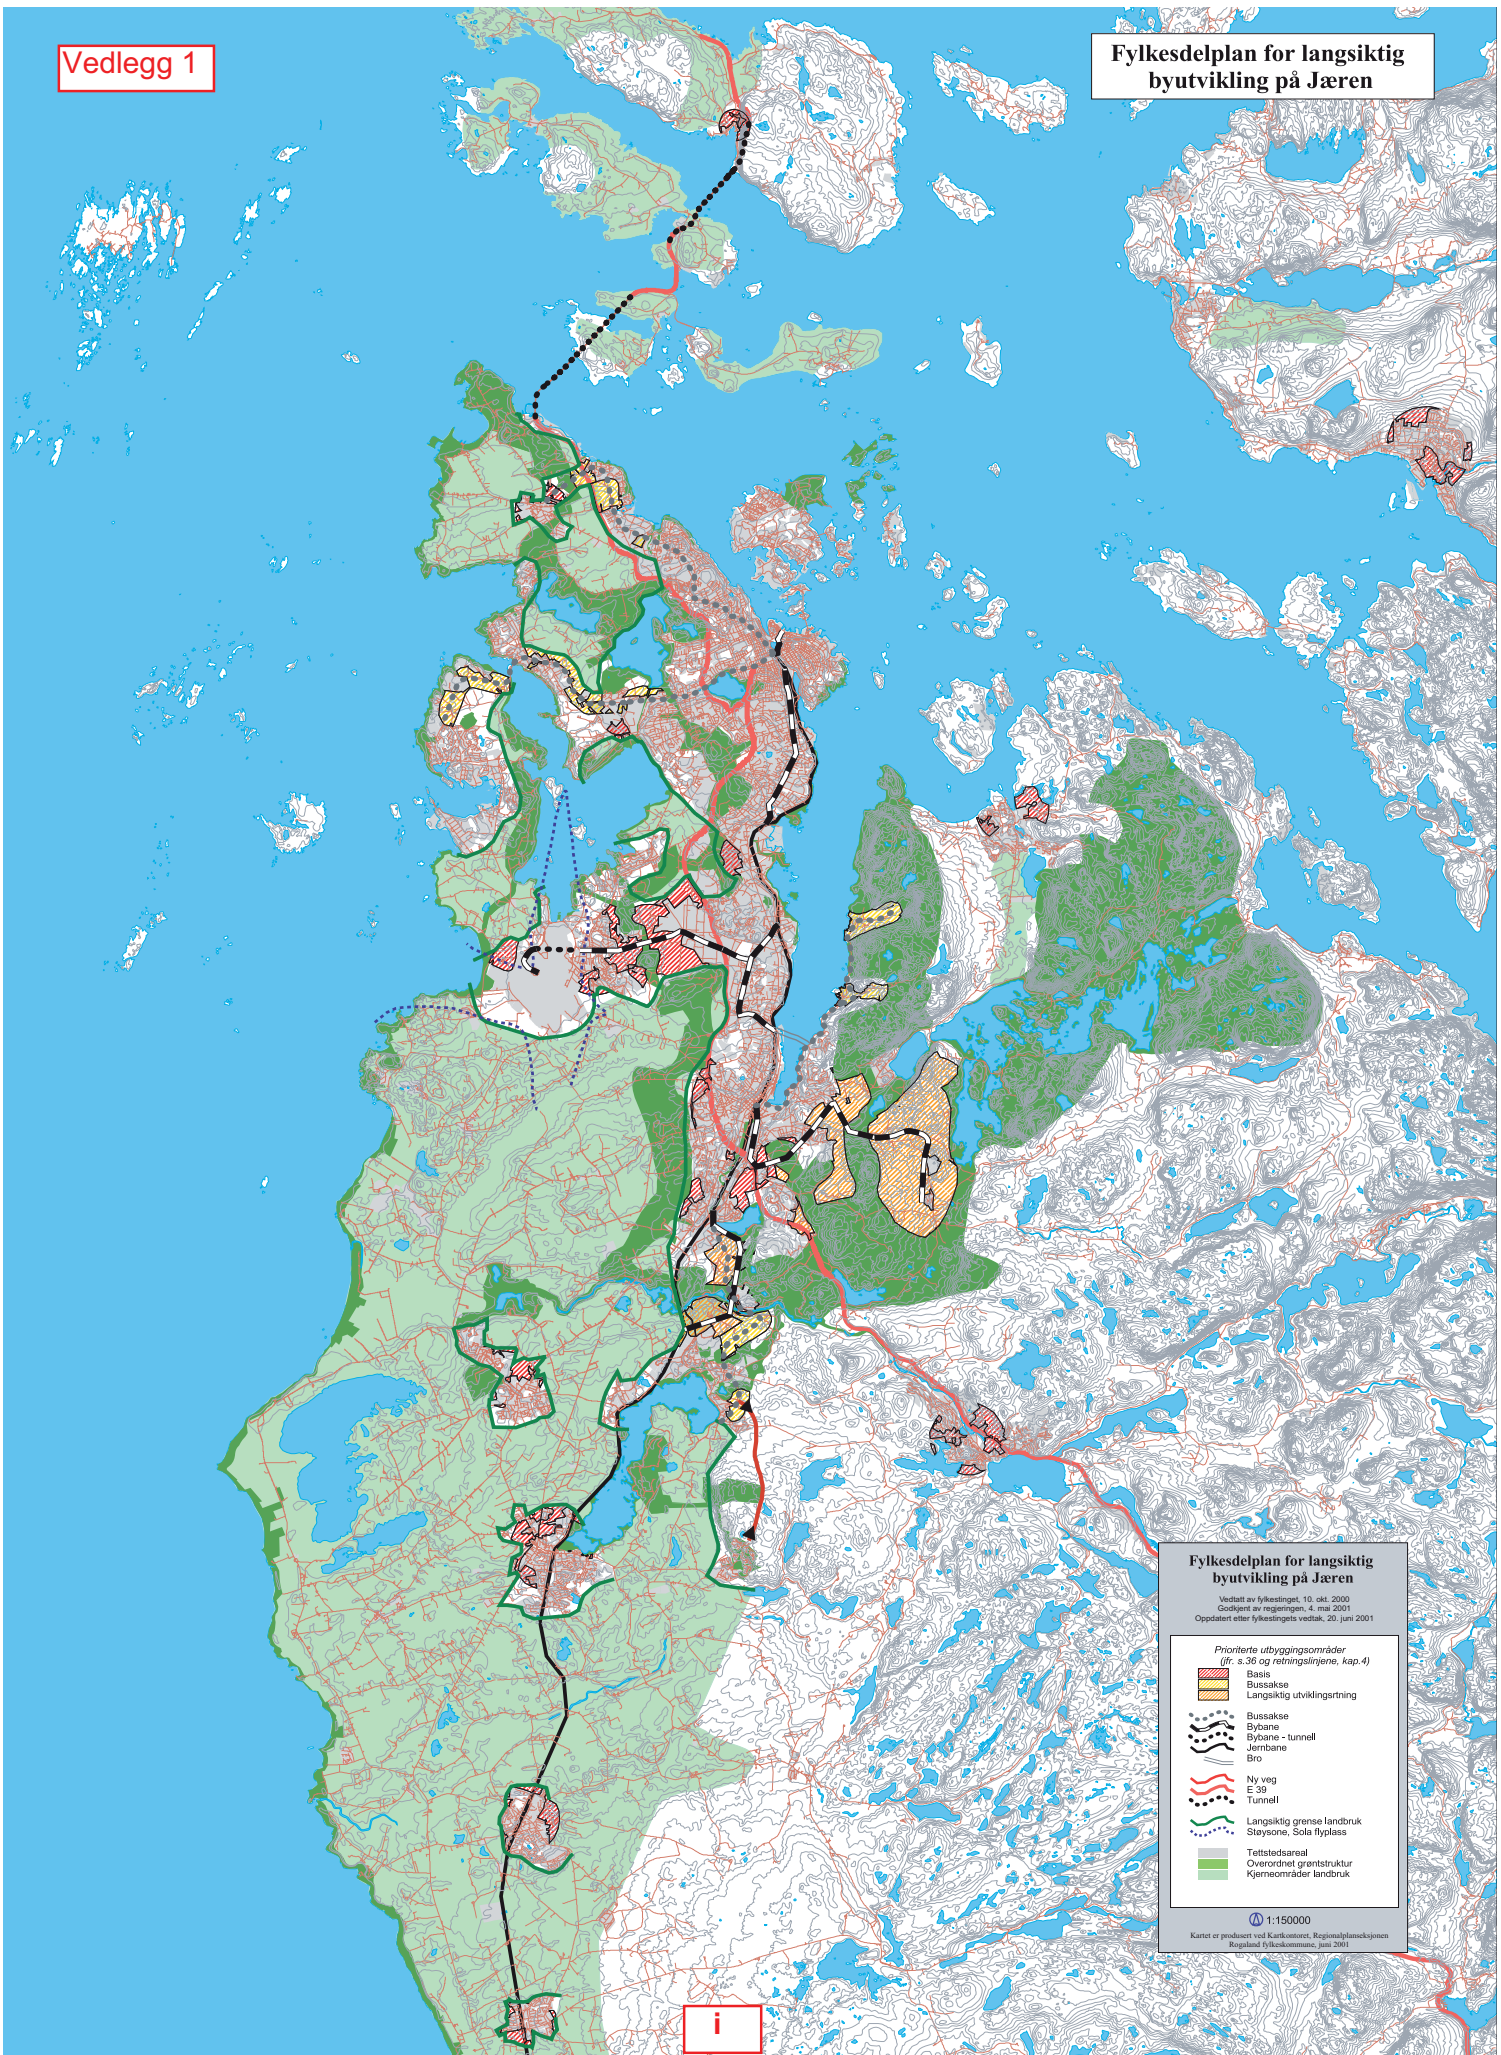 Vedlegg 1
Fylkesdelplan for langsiktig
byutvikling på Jæren
Fylkesdelplan for langsiktig
byutvikling på Jæren
Vedtatt av fylkestinget, 10. okt. 2000
Godkjent av regjeringen, 4. mai 2001
Oppdatert etter fylkestingets vedtak, 20. juni 2001
Prioriterte utbyggingsområder
(jfr. s.36 og retningslinjene, kap.4)
Basis
Bussakse
Langsiktig utviklingsrtning
Bussakse
Bybane
Bybane - tunnell
Jernbane
Bro
Ny veg
E 39
Tunnell
Langsiktig grense landbruk
Støysone, Sola flyplass
Tettstedsareal
Overordnet grøntstruktur
Kjerneområder landbruk
1:150000
Kartet er produsert ved Kartkontoret, Regionalplanseksjonen
Rogaland fylkeskommune, juni 2001
i